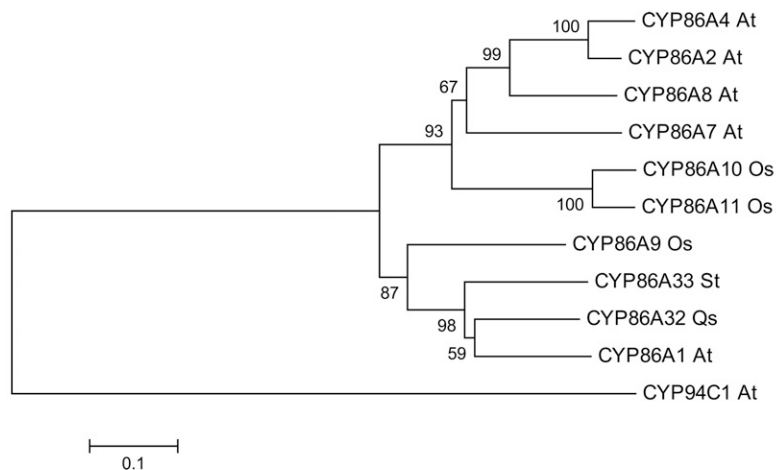 CYP86A4 At
100
CYP86A2 At
99
CYP86A8 At
67
CYP86A7 At
93
CYP86A10 Os
100
CYP86A11 Os
CYP86A9 Os
87
CYP86A33 St
98
CYP86A32 Qs
59
CYP86A1 At
CYP94C1 At
0.1